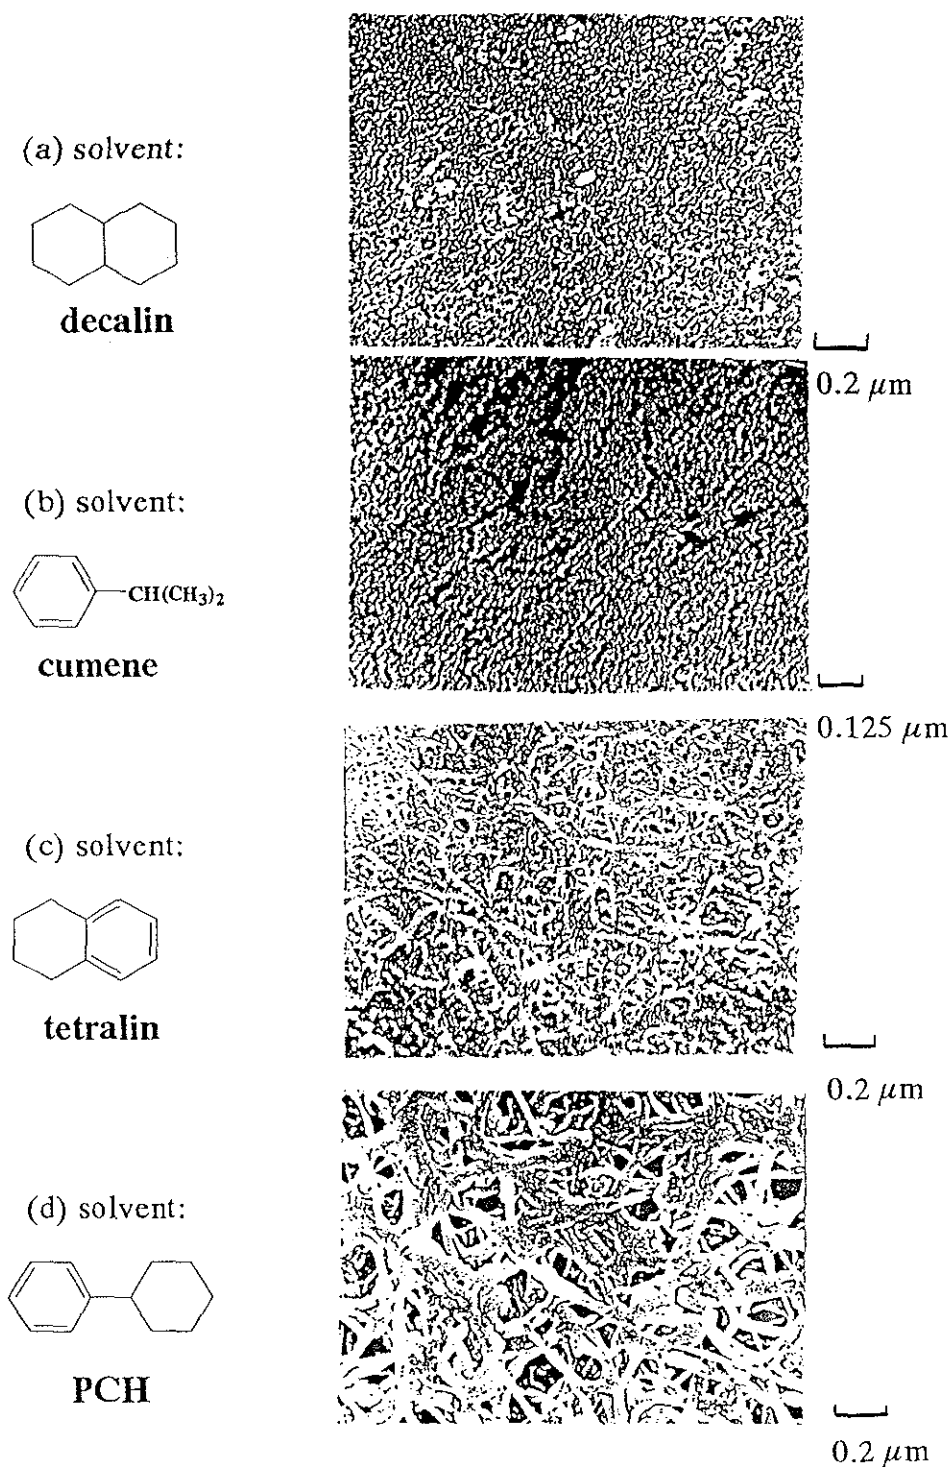 (a) solvent:
decalin
0.2 μm
(b) solvent:
CH(CH₃)₂
cumene
0.125 μm
(c) solvent:
tetralin
0.2 μm
(d) solvent:
PCH
0.2 μm